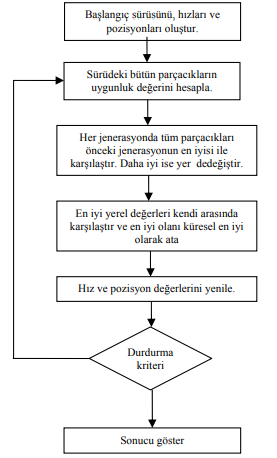 Başlangıç sürüsünü, hızları ve
pozisyonları oluştur.
Sürüdeki bütün parçacıkların
uygunluk değerini hesapla.
Her jenerasyonda tüm parçacıkları
önceki jenerasyonun en iyisi ile
karşılaştır. Daha iyi ise yer dedeğiştir.
En iyi yerel değerleri kendi arasında
karşılaştır ve en iyi olanı küresel en iyi
olarak ata
Hız ve pozisyon değerlerini yenile.
Durdurma
kriteri
Sonucu göster